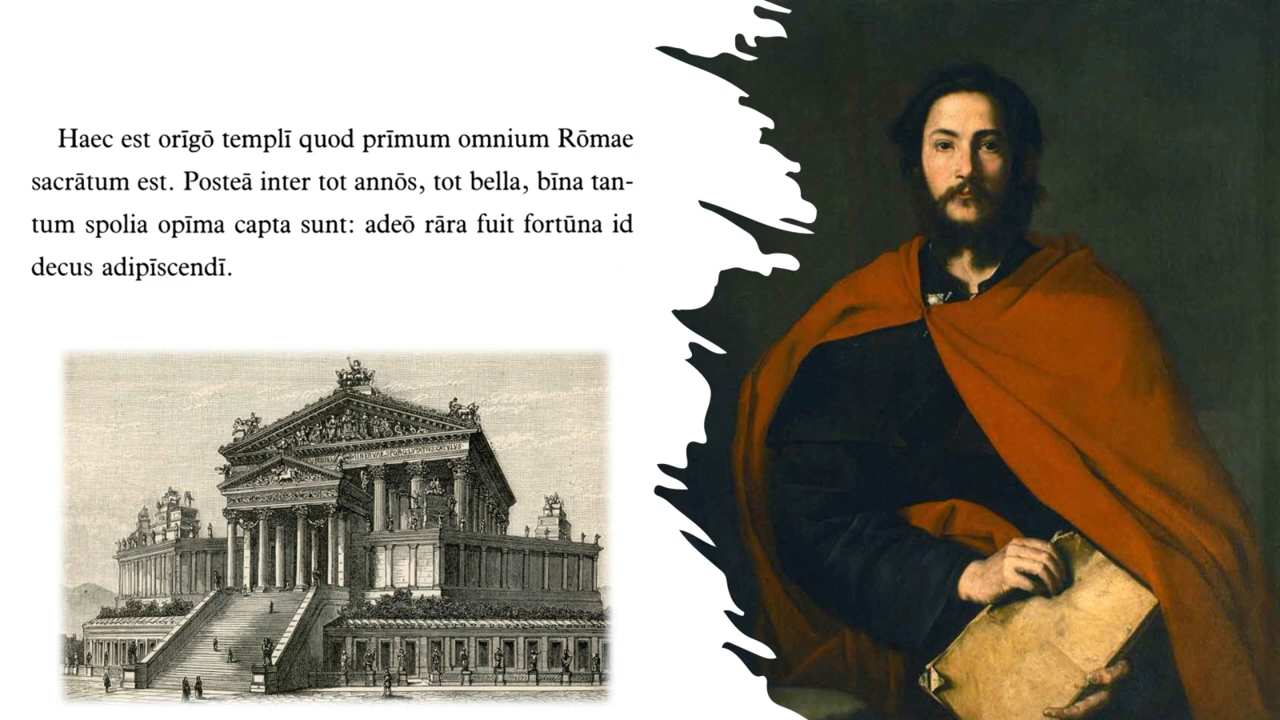 Haec est orīgō templī quod prīmum omnium Rōmae
sacrātum est. Posteā inter tot annōs, tot bella, bīna tan-
tum spolia opīma capta sunt: adeō rāra fuit fortūna id
decus adipīscendī.